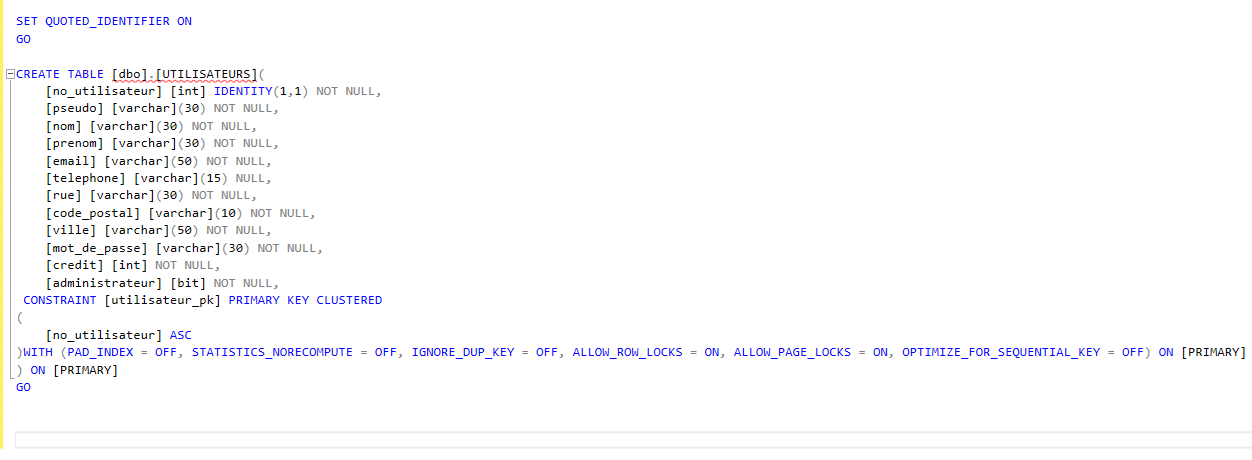 SET QUOTED_IDENTIFIER ON
GO
CREATE TABLE [dbo].[UTILISATEURS](
[no_utilisateur] [int] IDENTITY(1,1) NOT NULL,
[pseudo] [varchar](30) NOT NULL,
[nom] [varchar](30) NOT NULL,
[prenom] [varchar](30) NOT NULL,
[email] [varchar](50) NOT NULL,
[telephone] [varchar](15) NULL,
[rue] [varchar](30) NOT NULL,
[code_postal] [varchar](10) NOT NULL,
[ville] [varchar](50) NOT NULL,
[mot_de_passe] [varchar](30) NOT NULL,
[credit] [int] NOT NULL,
[administrateur] [bit] NOT NULL,
CONSTRAINT [utilisateur_pk] PRIMARY KEY CLUSTERED
(
[no_utilisateur] ASC
)WITH (PAD_INDEX = OFF, STATISTICS_NORECOMPUTE = OFF, IGNORE_DUP_KEY = OFF, ALLOW_ROW_LOCKS = ON, ALLOW_PAGE_LOCKS = ON, OPTIMIZE_FOR_SEQUENTIAL_KEY = OFF) ON [PRIMARY]
) ON [PRIMARY]
GO